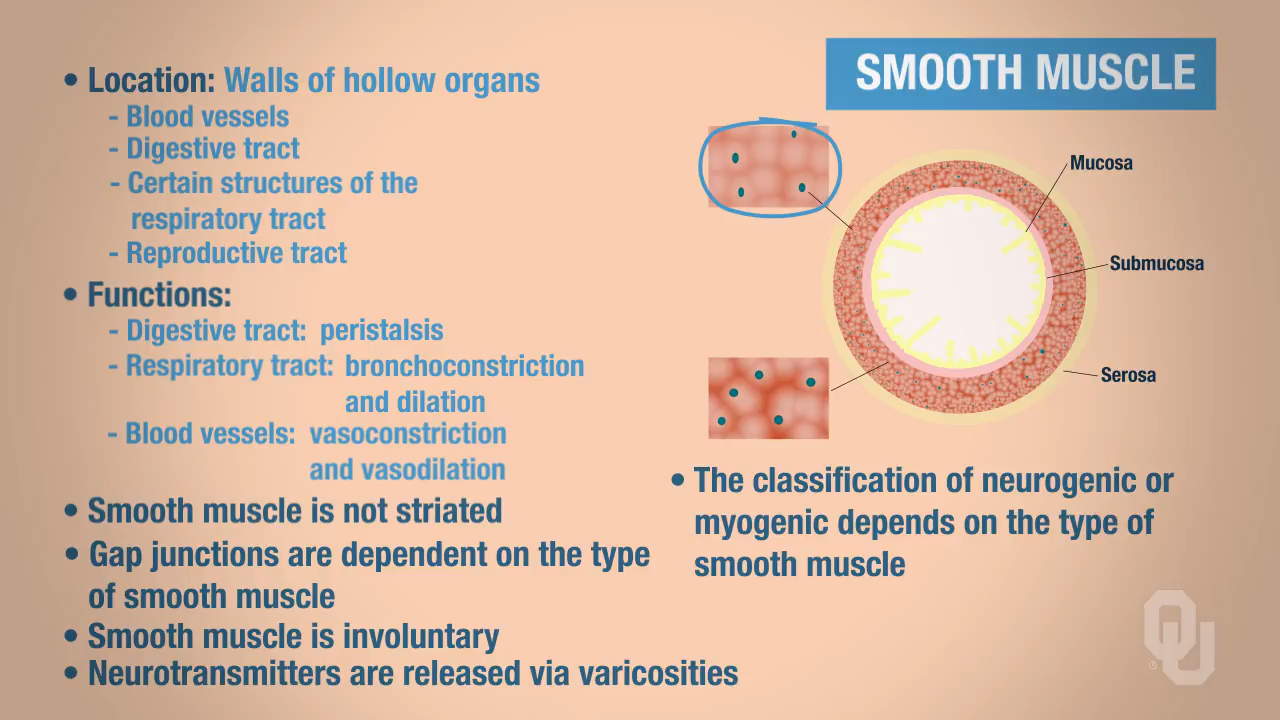 SMOOTH MUSCLE
• Location: Walls of hollow organs
- Blood vessels
- Digestive tract
- Certain structures of the
respiratory tract
- Reproductive tract
• Functions:
- Digestive tract: peristalsis
- Respiratory tract: bronchoconstriction
and dilation
- Blood vessels: vasoconstriction
and vasodilation
• Smooth muscle is not striated
• Gap junctions are dependent on the type
of smooth muscle
• Smooth muscle is involuntary
• Neurotransmitters are released via varicosities
Mucosa
Submucosa
Serosa
• The classification of neurogenic or
myogenic depends on the type of
smooth muscle
OU